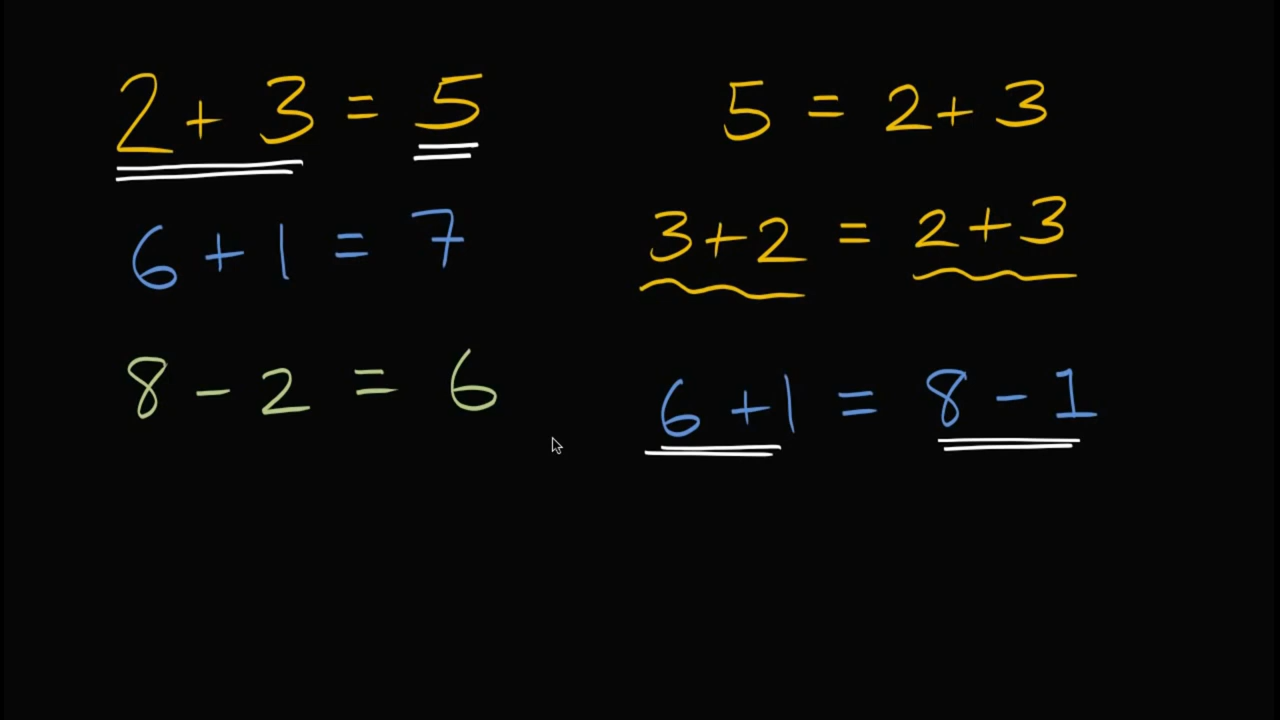 2 + 3 = 5
6 + 1 = 7
8 - 2 = 6
5 = 2 + 3
3 + 2 = 2 + 3
6 + 1 = 8 - 1